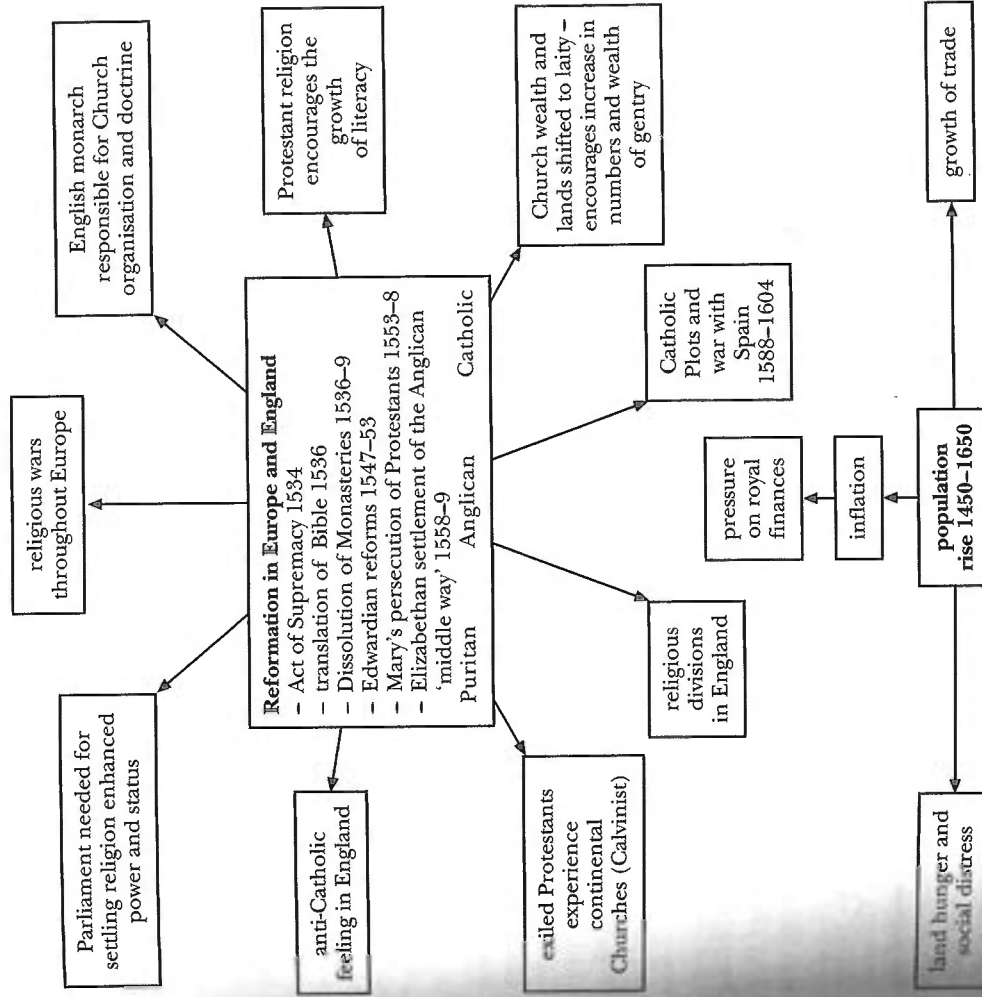 Parliament needed for
settling religion enhanced
power and status
religious wars
throughout Europe
English monarch
responsible for Church
organisation and doctrine
anti-Catholic
feeling in England
Reformation in Europe and England
– Act of Supremacy 1534
– translation of Bible 1536
– Dissolution of Monasteries 1536–9
– Edwardian reforms 1547–53
– Mary's persecution of Protestants 1553–8
– Elizabethan settlement of the Anglican
'middle way' 1558–9
Puritan Anglican Catholic
Protestant religion
encourages the
growth
of literacy
exiled Protestants
experience
continental
Churches (Calvinist)
religious
divisions
in England
Catholic
Plots and
war with
Spain
1588–1604
Church wealth and
lands shifted to laity –
encourages increase in
numbers and wealth
of gentry
pressure
on royal
finances
inflation
land hunger and
social distress
population
rise 1450–1650
growth of trade